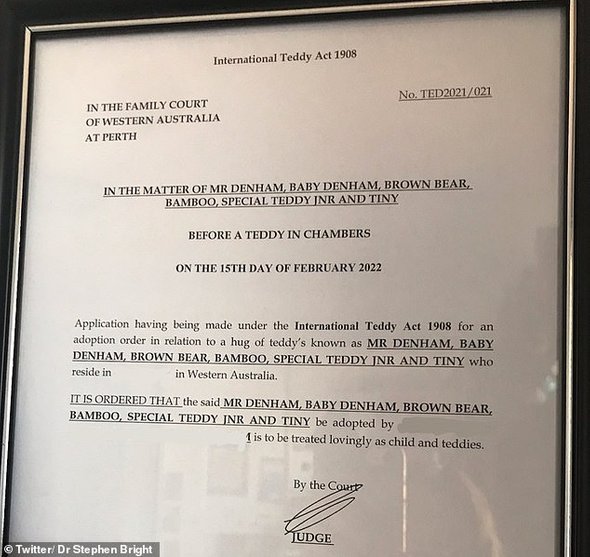 International Teddy Act 1908
No. TED2021/021
IN THE FAMILY COURT
OF WESTERN AUSTRALIA
AT PERTH
IN THE MATTER OF MR DENHAM, BABY DENHAM, BROWN BEAR,
BAMBOO, SPECIAL TEDDY JNR AND TINY
BEFORE A TEDDY IN CHAMBERS
ON THE 15TH DAY OF FEBRUARY 2022
Application having being made under the International Teddy Act 1908 for an
adoption order in relation to a hug of teddy's known as MR DENHAM, BABY
DENHAM, BROWN BEAR, BAMBOO, SPECIAL TEDDY JNR AND TINY who
reside in in Western Australia.
IT IS ORDERED THAT the said MR DENHAM, BABY DENHAM, BROWN BEAR,
BAMBOO, SPECIAL TEDDY JNR AND TINY be adopted by
is to be treated lovingly as child and teddies.
By the Court
JUDGE
© Twitter/ Dr Stephen Bright